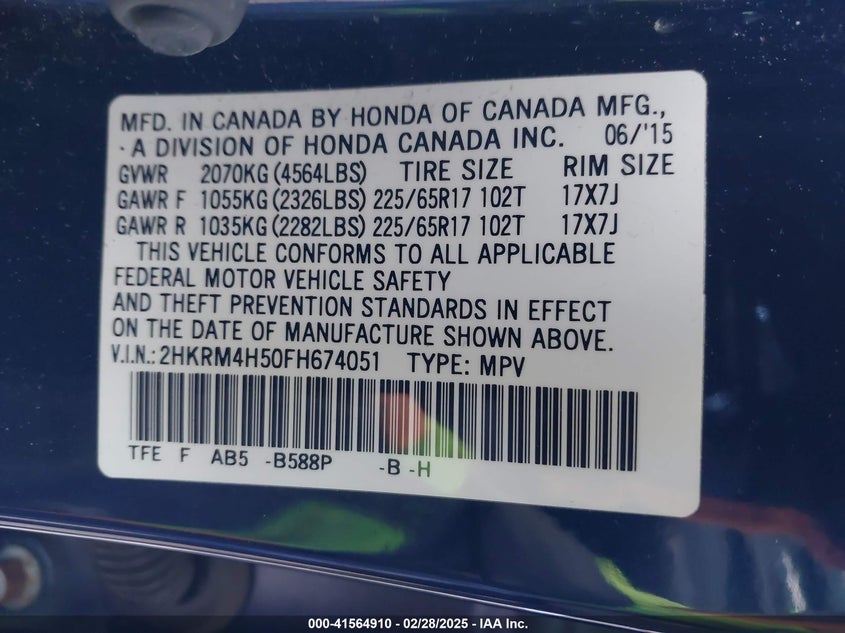 MFD. IN CANADA BY HONDA OF CANADA MFG.,
A DIVISION OF HONDA CANADA INC. 06/'15
GVWR 2070KG (4564LBS) TIRE SIZE RIM SIZE
GAWR F 1055KG (2326LBS) 225/65R17 102T 17X7J
GAWR R 1035KG (2282LBS) 225/65R17 102T 17X7J
THIS VEHICLE CONFORMS TO ALL APPLICABLE
FEDERAL MOTOR VEHICLE SAFETY
AND THEFT PREVENTION STANDARDS IN EFFECT
ON THE DATE OF MANUFACTURE SHOWN ABOVE.
V.I.N.: 2HKRM4H50FH674051 TYPE: MPV
TFE F AB5 -B588P -B -H
000-41564910 - 02/28/2025 - IAA Inc.